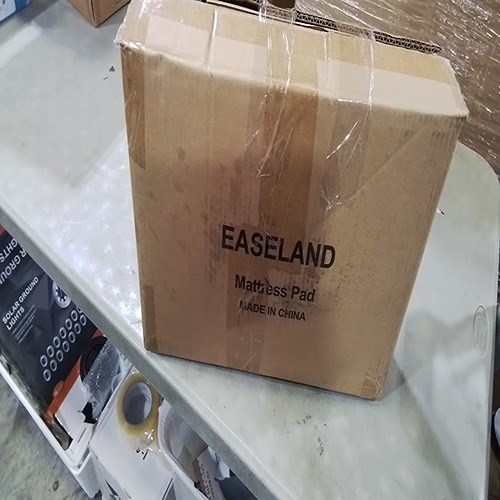 EASELAND
Mattress Pad
MADE IN CHINA
SOLAR GROUND
LIGHTS